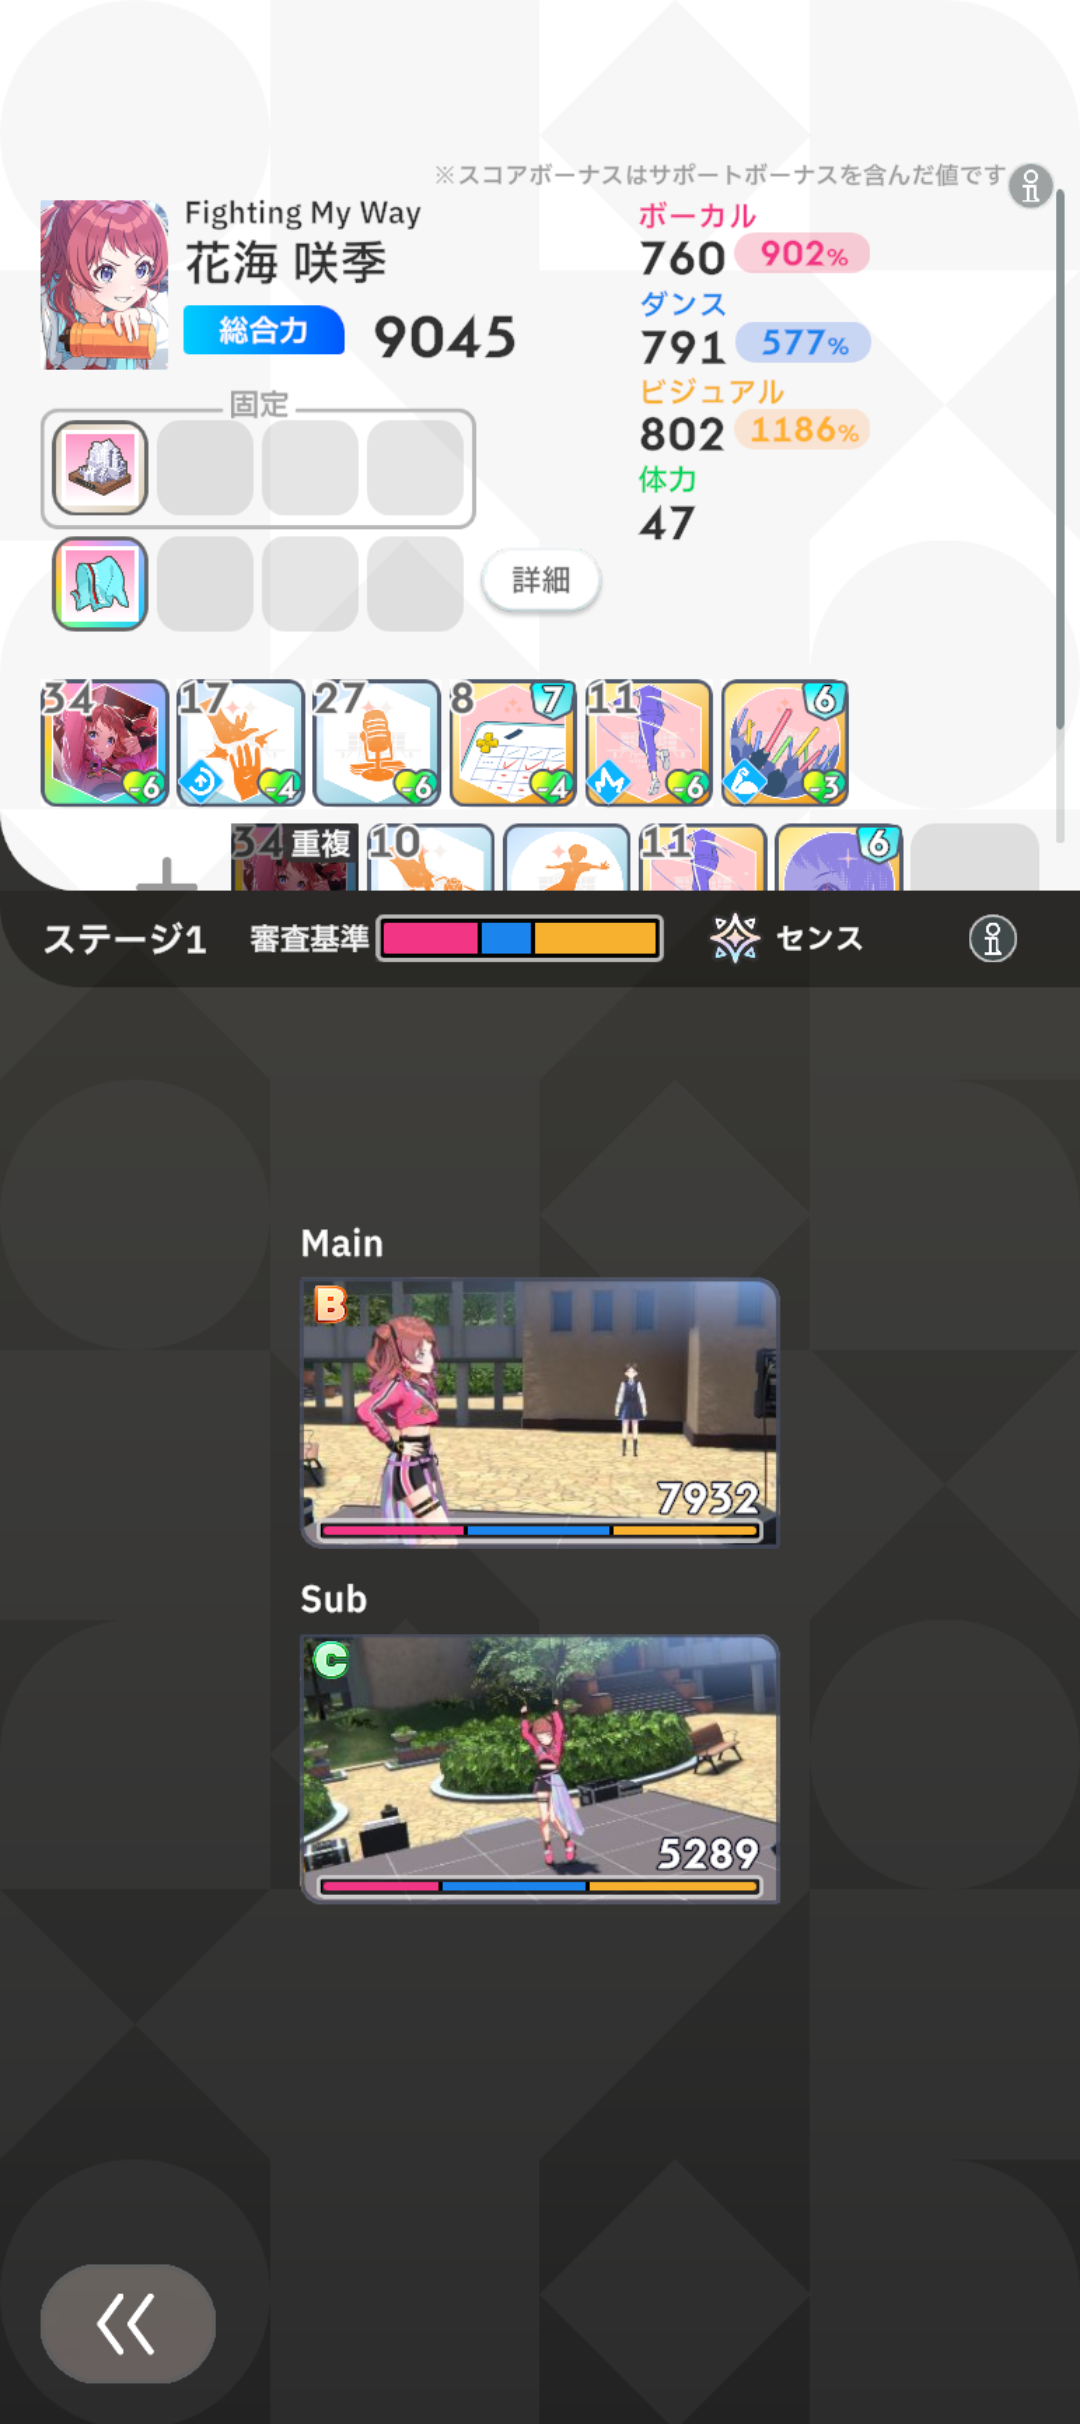 ※スコアボーナスはサポートボーナスを含んだ値です
Fighting My Way
花海 咲季
総合力 9045
ボーカル
760 902%
ダンス
791 577%
ビジュアル
802 1186%
体力
47
固定
詳細
34 -6 17 -4 27 -6 8 7 -4 11 -6 6 -3
34 重複 10 11 6
ステージ1 審査基準 センス
Main
B
7932
Sub
C
5289